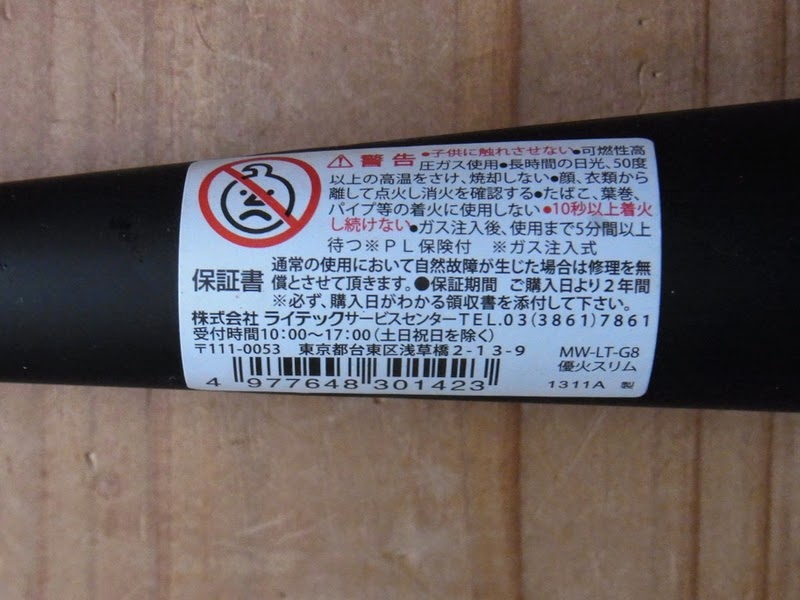 ⚠警告 ●子供に触れさせない●可燃性高
圧ガス使用●長時間の日光、50度
以上の高温をさけ、焼却しない●顔、衣類から
離して点火し消火を確認する●たばこ、葉巻、
パイプ等の着火に使用しない●10秒以上着火
し続けない●ガス注入後、使用まで5分間以上
待つ※PL保険付 ※ガス注入式
保証書 通常の使用において自然故障が生じた場合は修理を無
償とさせて頂きます。●保証期間 ご購入日より2年間
※必ず、購入日がわかる領収書を添付して下さい。
株式会社 ライテックサービスセンターTEL.03(3861)7861
受付時間10:00~17:00(土日祝日を除く)
〒111-0053 東京都台東区浅草橋2-13-9 MW-LT-G8
優火スリム
4 977648 301423 1311A 製